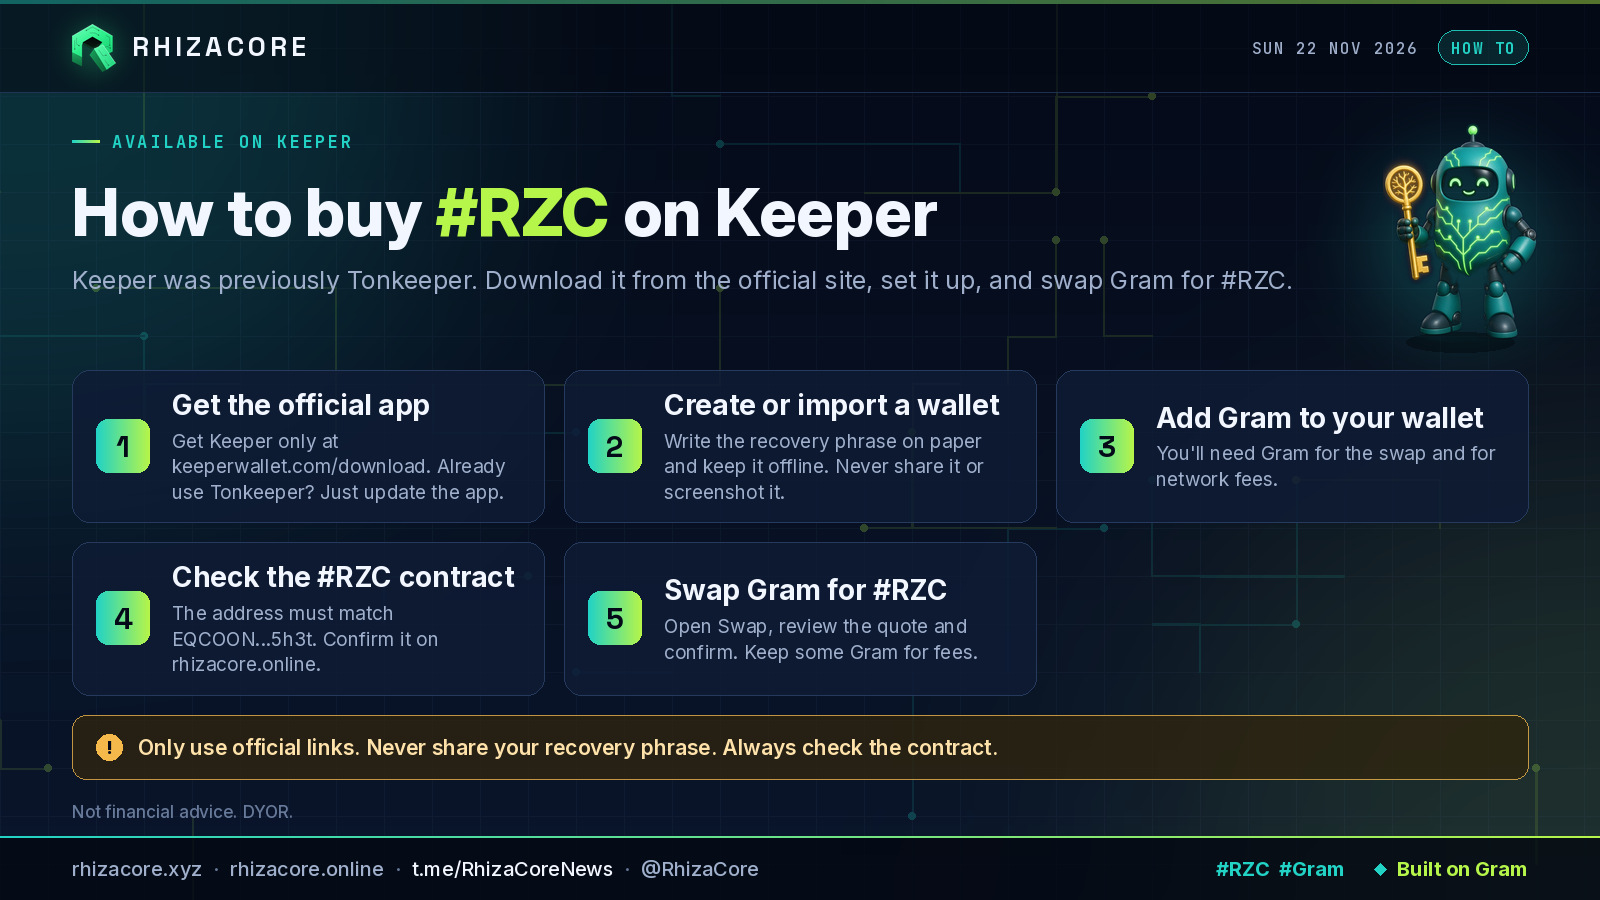 RHIZACORE
SUN 22 NOV 2026
HOW TO
AVAILABLE ON KEEPER
How to buy #RZC on Keeper
Keeper was previously Tonkeeper. Download it from the official site, set it up, and swap Gram for #RZC.
1
Get the official app
Get Keeper only at
keeperwallet.com/download. Already
use Tonkeeper? Just update the app.
2
Create or import a wallet
Write the recovery phrase on paper
and keep it offline. Never share it or
screenshot it.
3
Add Gram to your wallet
You'll need Gram for the swap and for
network fees.
4
Check the #RZC contract
The address must match
EQCOON...5h3t. Confirm it on
rhizacore.online.
5
Swap Gram for #RZC
Open Swap, review the quote and
confirm. Keep some Gram for fees.
! Only use official links. Never share your recovery phrase. Always check the contract.
Not financial advice. DYOR.
rhizacore.xyz · rhizacore.online · t.me/RhizaCoreNews · @RhizaCore
#RZC #Gram ◆ Built on Gram